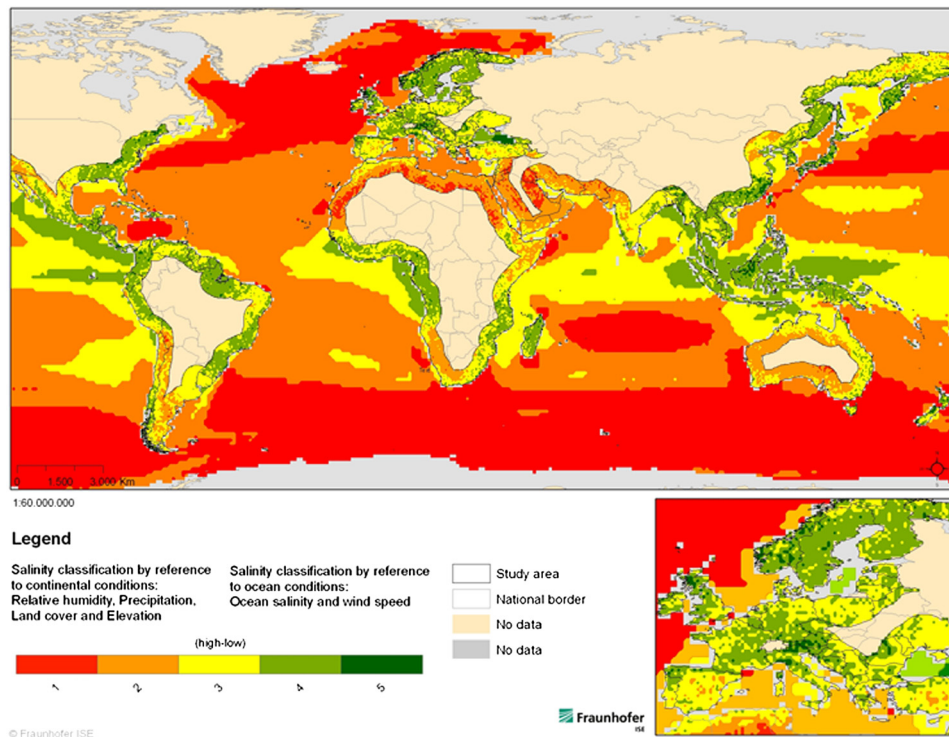 0 1.500 3.000 Km
1:60.000.000
Legend
Salinity classification by reference
to continental conditions:
Relative humidity, Precipitation,
Land cover and Elevation
Salinity classification by reference
to ocean conditions:
Ocean salinity and wind speed
(high-low)
1 2 3 4 5
Study area
National border
No data
No data
Fraunhofer
ISE
© Fraunhofer ISE